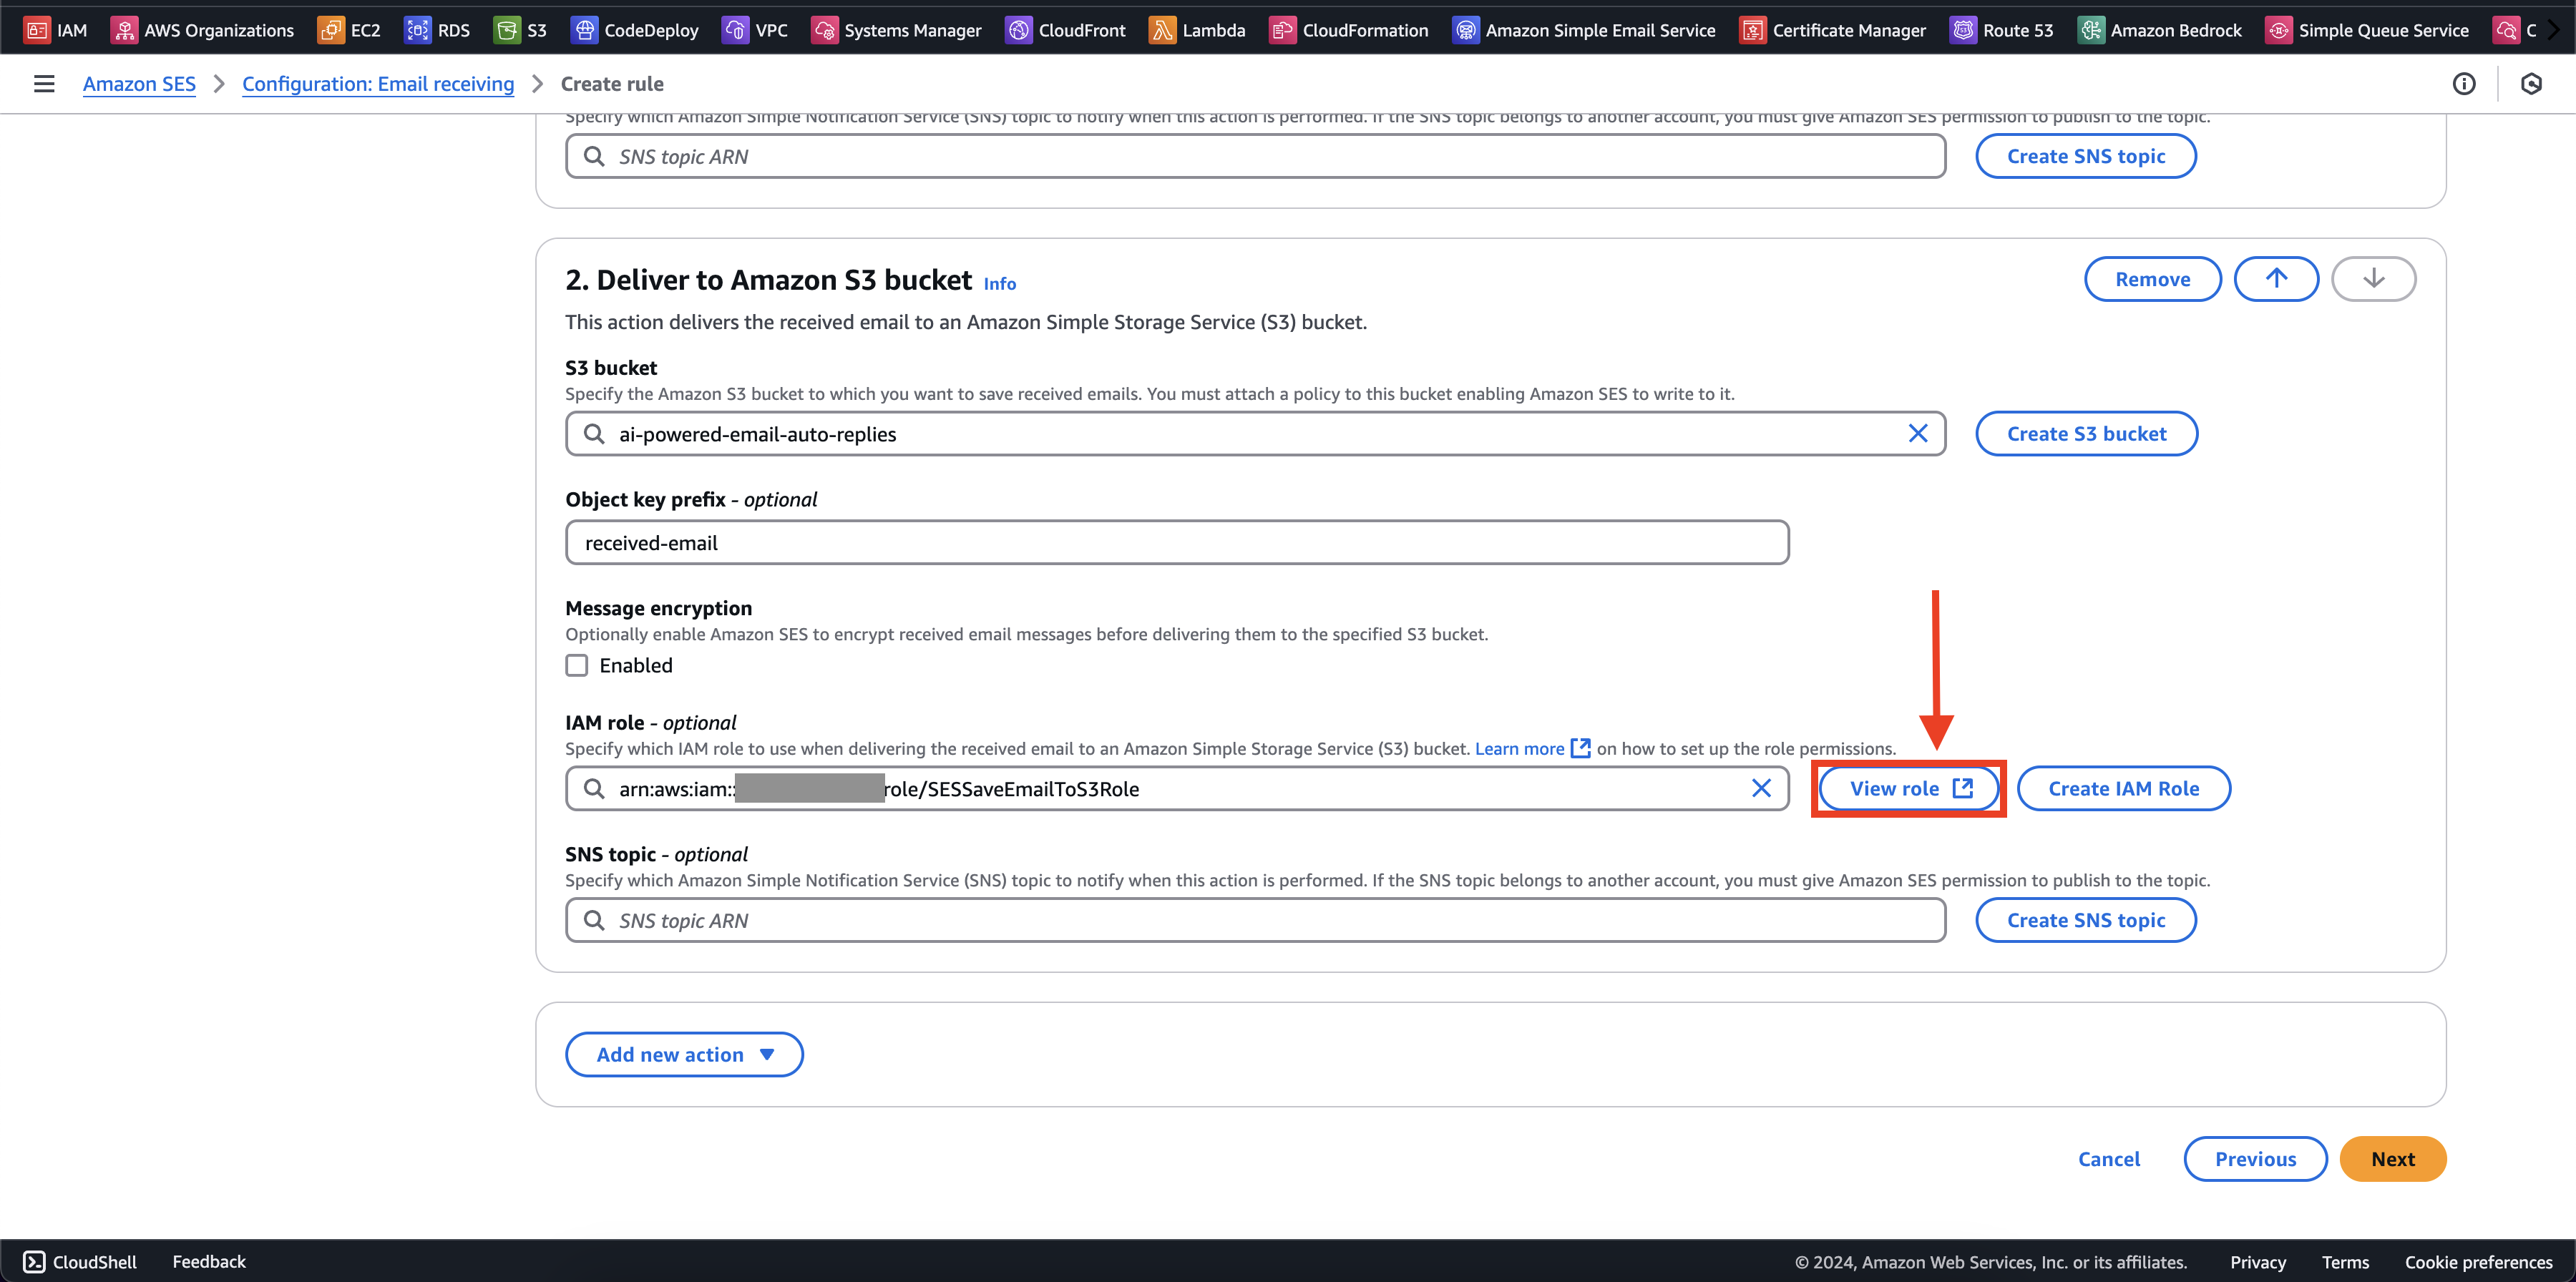 IAM AWS Organizations EC2 RDS S3 CodeDeploy VPC Systems Manager CloudFront Lambda CloudFormation Amazon Simple Email Service Certificate Manager Route 53 Amazon Bedrock Simple Queue Service C
Amazon SES > Configuration: Email receiving > Create rule
Specify which Amazon Simple Notification Service (SNS) topic to notify when this action is performed. If the SNS topic belongs to another account, you must give Amazon SES permission to publish to the topic.
SNS topic ARN Create SNS topic
2. Deliver to Amazon S3 bucket Info Remove
This action delivers the received email to an Amazon Simple Storage Service (S3) bucket.
S3 bucket
Specify the Amazon S3 bucket to which you want to save received emails. You must attach a policy to this bucket enabling Amazon SES to write to it.
ai-powered-email-auto-replies Create S3 bucket
Object key prefix - optional
received-email
Message encryption
Optionally enable Amazon SES to encrypt received email messages before delivering them to the specified S3 bucket.
Enabled
IAM role - optional
Specify which IAM role to use when delivering the received email to an Amazon Simple Storage Service (S3) bucket. Learn more on how to set up the role permissions.
arn:aws:iam:: role/SESSaveEmailToS3Role View role Create IAM Role
SNS topic - optional
Specify which Amazon Simple Notification Service (SNS) topic to notify when this action is performed. If the SNS topic belongs to another account, you must give Amazon SES permission to publish to the topic.
SNS topic ARN Create SNS topic
Add new action
Cancel Previous Next
CloudShell Feedback © 2024, Amazon Web Services, Inc. or its affiliates. Privacy Terms Cookie preferences